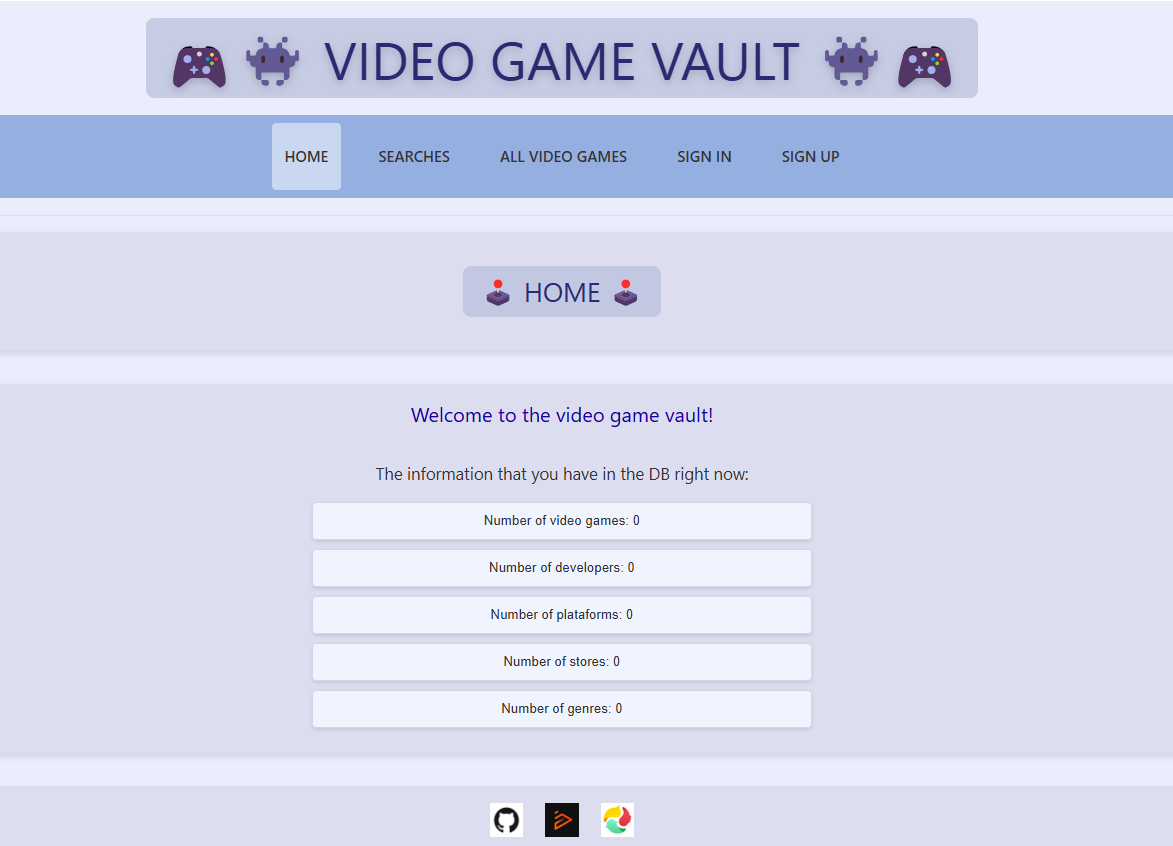 VIDEO GAME VAULT
HOME SEARCHES ALL VIDEO GAMES SIGN IN SIGN UP
HOME
Welcome to the video game vault!
The information that you have in the DB right now:
Number of video games: 0
Number of developers: 0
Number of plataforms: 0
Number of stores: 0
Number of genres: 0